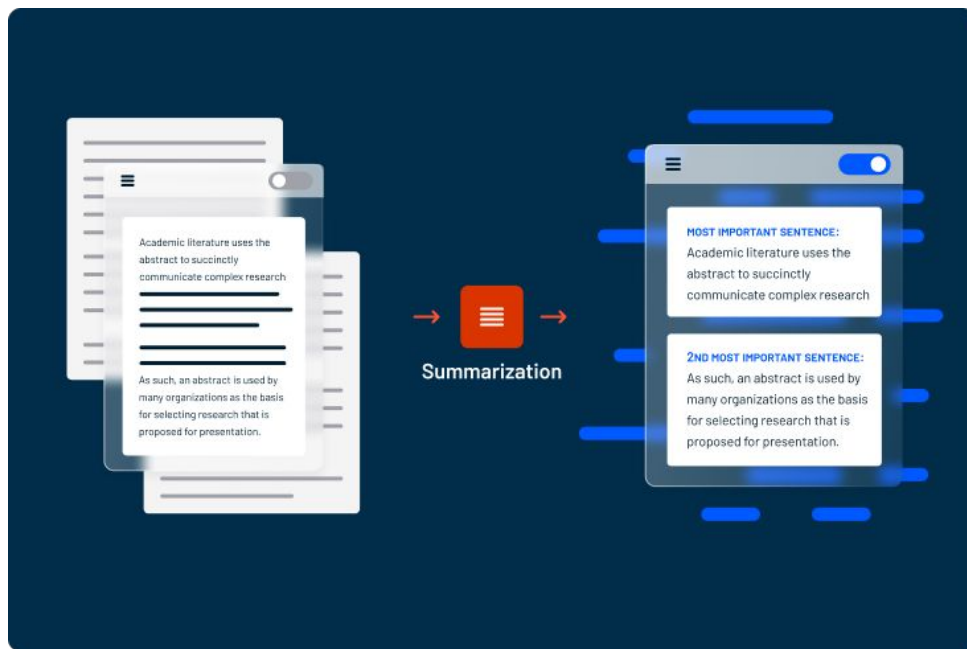 Academic literature uses the
abstract to succinctly
communicate complex research
As such, an abstract is used by
many organizations as the basis
for selecting research that is
proposed for presentation.
Summarization
MOST IMPORTANT SENTENCE:
Academic literature uses the
abstract to succinctly
communicate complex research
2ND MOST IMPORTANT SENTENCE:
As such, an abstract is used by
many organizations as the basis
for selecting research that is
proposed for presentation.